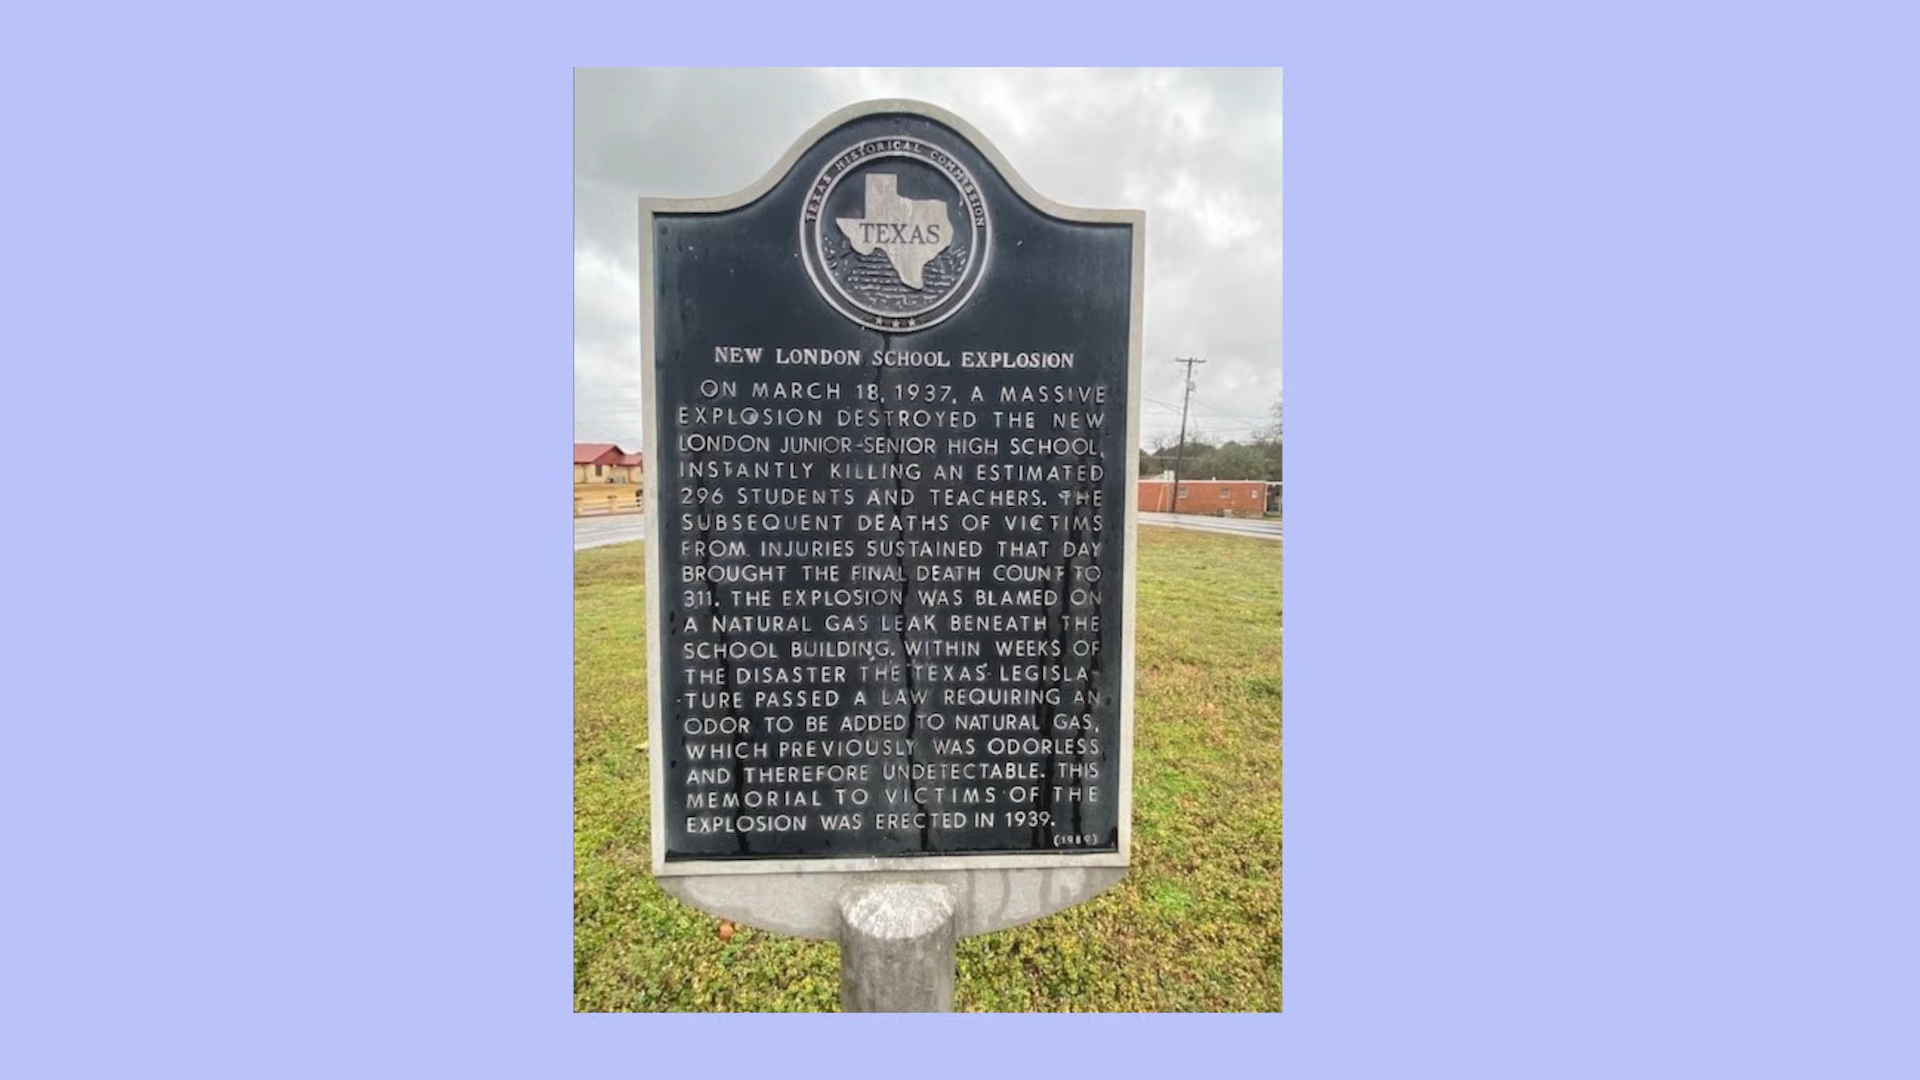 TEXAS HISTORICAL COMMISSION
TEXAS
NEW LONDON SCHOOL EXPLOSION
ON MARCH 18, 1937, A MASSIVE
EXPLOSION DESTROYED THE NEW
LONDON JUNIOR-SENIOR HIGH SCHOOL,
INSTANTLY KILLING AN ESTIMATED
296 STUDENTS AND TEACHERS. THE
SUBSEQUENT DEATHS OF VICTIMS
FROM INJURIES SUSTAINED THAT DAY
BROUGHT THE FINAL DEATH COUNT TO
311. THE EXPLOSION WAS BLAMED ON
A NATURAL GAS LEAK BENEATH THE
SCHOOL BUILDING. WITHIN WEEKS OF
THE DISASTER THE TEXAS LEGISLA-
-TURE PASSED A LAW REQUIRING AN
ODOR TO BE ADDED TO NATURAL GAS,
WHICH PREVIOUSLY WAS ODORLESS
AND THEREFORE UNDETECTABLE. THIS
MEMORIAL TO VICTIMS OF THE
EXPLOSION WAS ERECTED IN 1939.
(1989)